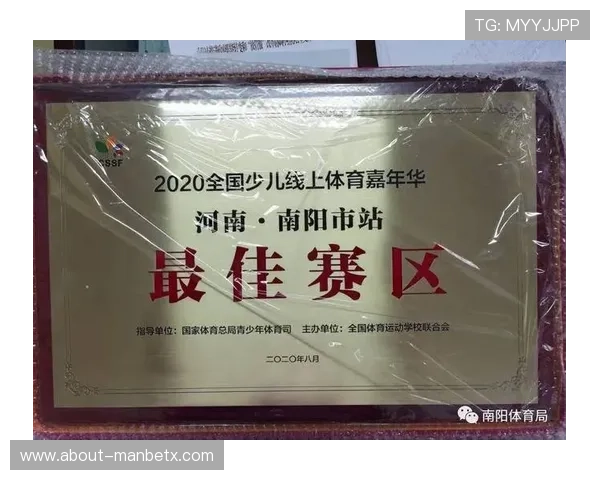 TG: MYYJJPP
CSSF
2020全国少儿线上体育嘉年华
河南·南阳市站
最佳赛区
指导单位：国家体育总局青少年体育司 主办单位：全国体育运动学校联合会
二〇二〇年八月
南阳体育局
www.about-manbetx.com